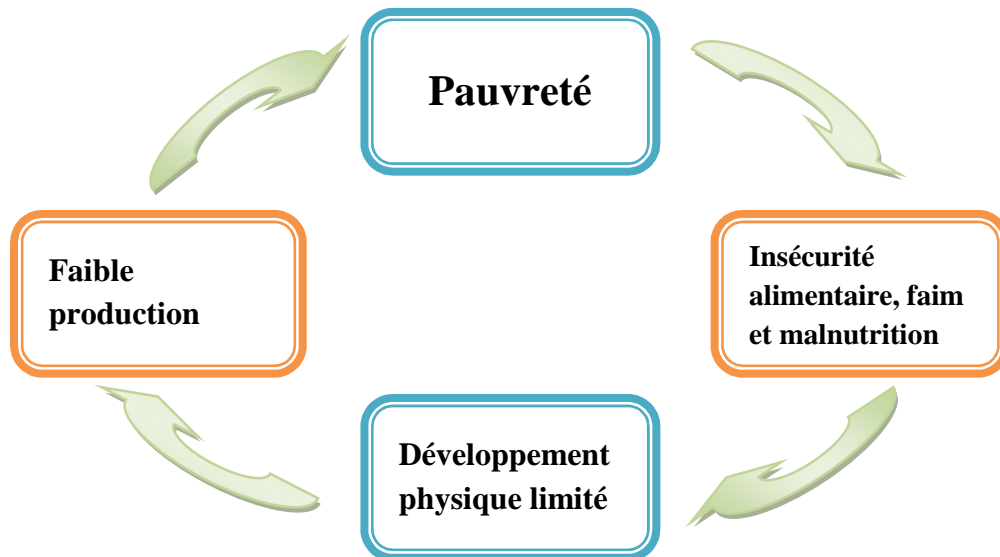 Pauvreté
Faible
production
Insécurité
alimentaire, faim
et malnutrition
Développement
physique limité